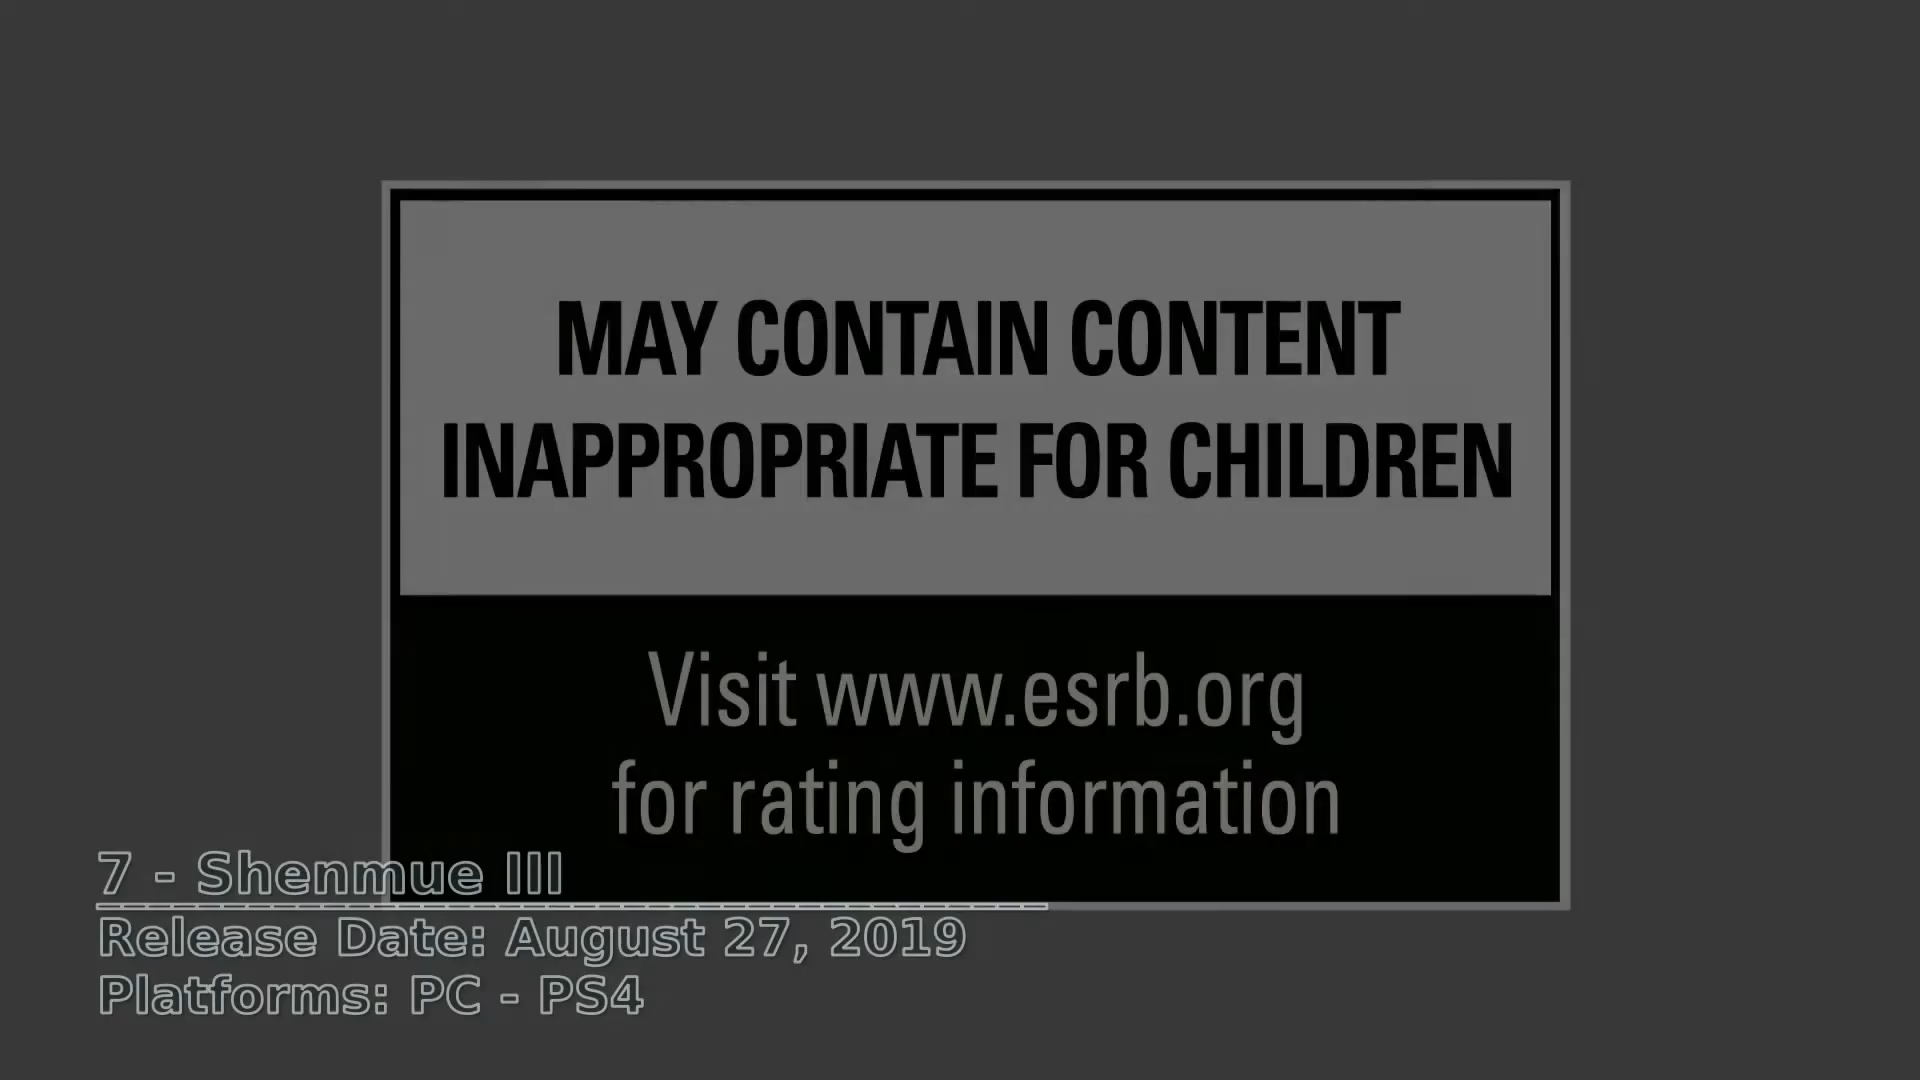 MAY CONTAIN CONTENT
INAPPROPRIATE FOR CHILDREN
Visit www.esrb.org
for rating information
7 - Shenmue III
Release Date: August 27, 2019
Platforms: PC - PS4